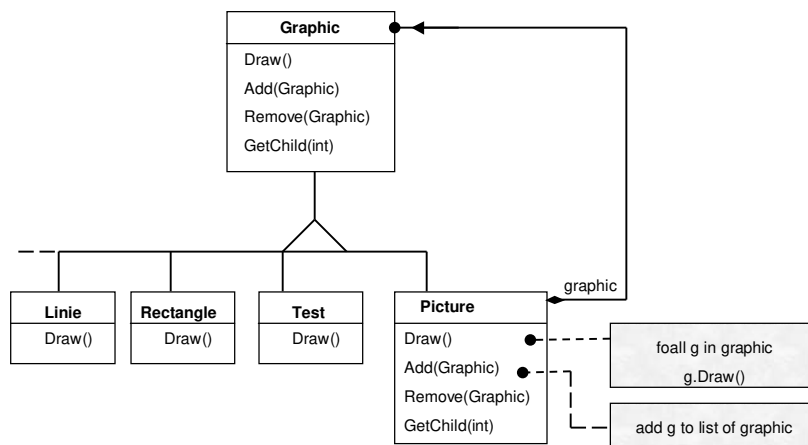 Graphic
Draw()
Add(Graphic)
Remove(Graphic)
GetChild(int)
graphic
Linie
Draw()
Rectangle
Draw()
Test
Draw()
Picture
Draw()
Add(Graphic)
Remove(Graphic)
GetChild(int)
foall g in graphic
g.Draw()
add g to list of graphic